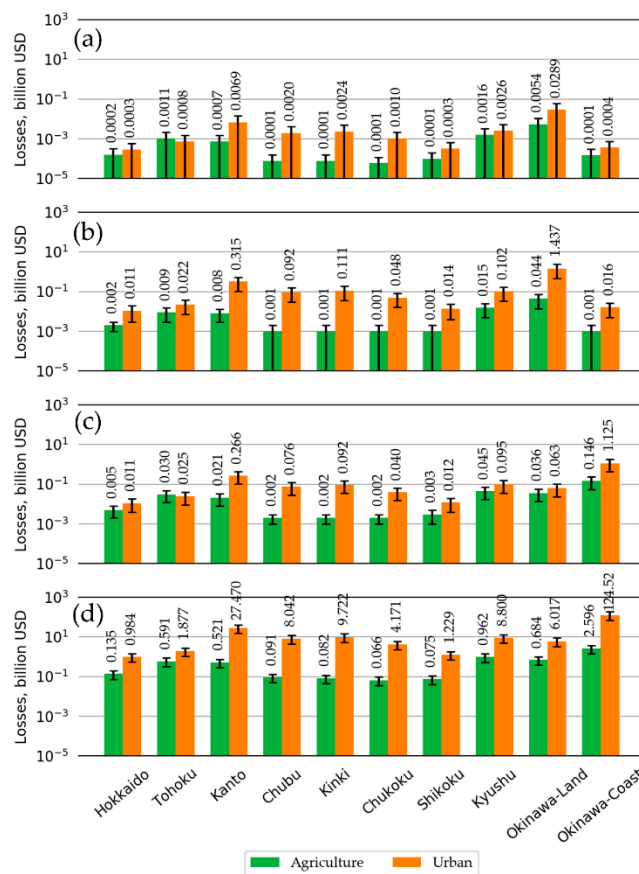 (a)
Losses, billion USD
10³
10¹
10⁻¹
10⁻³
10⁻⁵
0.0002 0.0003 0.0011 0.0008 0.0007 0.0069 0.0001 0.0020 0.0001 0.0024 0.0001 0.0010 0.0001 0.0003 0.0016 0.0026 0.0054 0.0289 0.0001 0.0004
(b)
Losses, billion USD
10³
10¹
10⁻¹
10⁻³
10⁻⁵
0.002 0.011 0.009 0.022 0.008 0.315 0.001 0.092 0.001 0.111 0.001 0.048 0.001 0.014 0.015 0.102 0.044 1.437 0.001 0.016
(c)
Losses, billion USD
10³
10¹
10⁻¹
10⁻³
10⁻⁵
0.005 0.011 0.030 0.025 0.021 0.266 0.002 0.076 0.002 0.092 0.002 0.040 0.003 0.012 0.045 0.095 0.036 0.063 0.146 1.125
(d)
Losses, billion USD
10³
10¹
10⁻¹
10⁻³
10⁻⁵
0.135 0.984 0.591 1.877 0.521 27.470 0.091 8.042 0.082 9.722 0.066 4.171 0.075 1.229 0.962 8.800 0.684 6.017 2.596 124.52
Hokkaido Tohoku Kanto Chubu Kinki Chukoku Shikoku Kyushu Okinawa-Land Okinawa-Coast
Agriculture Urban